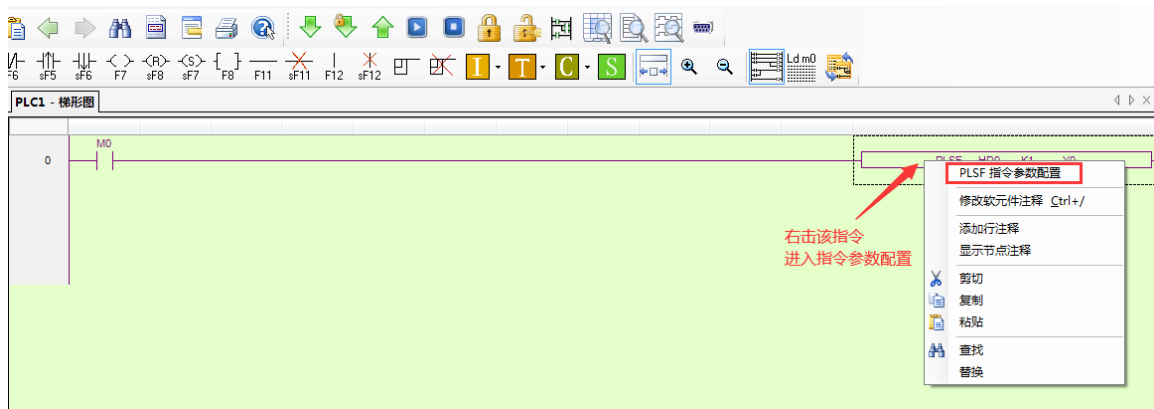 F6 sF5 sF6 F7 sF8 sF7 F8 F11 sF11 F12 sF12 I T C S Ld m0
PLC1 - 梯形图
M0
0
PLSF HD0 K1 Y0
PLSF 指令参数配置
修改软元件注释 Ctrl+/
右击该指令
进入指令参数配置
添加行注释
显示节点注释
剪切
复制
粘贴
查找
替换